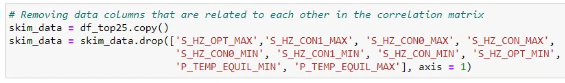 # Removing data columns that are related to each other in the correlation matrix
skim_data = df_top25.copy()
skim_data = skim_data.drop(['S_HZ_OPT_MAX','S_HZ_CON1_MAX', 'S_HZ_CON0_MAX', 'S_HZ_CON_MAX',
'S_HZ_CON0_MIN', 'S_HZ_CON1_MIN', 'S_HZ_CON_MIN', 'S_HZ_OPT_MIN',
'P_TEMP_EQUIL_MIN', 'P_TEMP_EQUIL_MAX'], axis = 1)